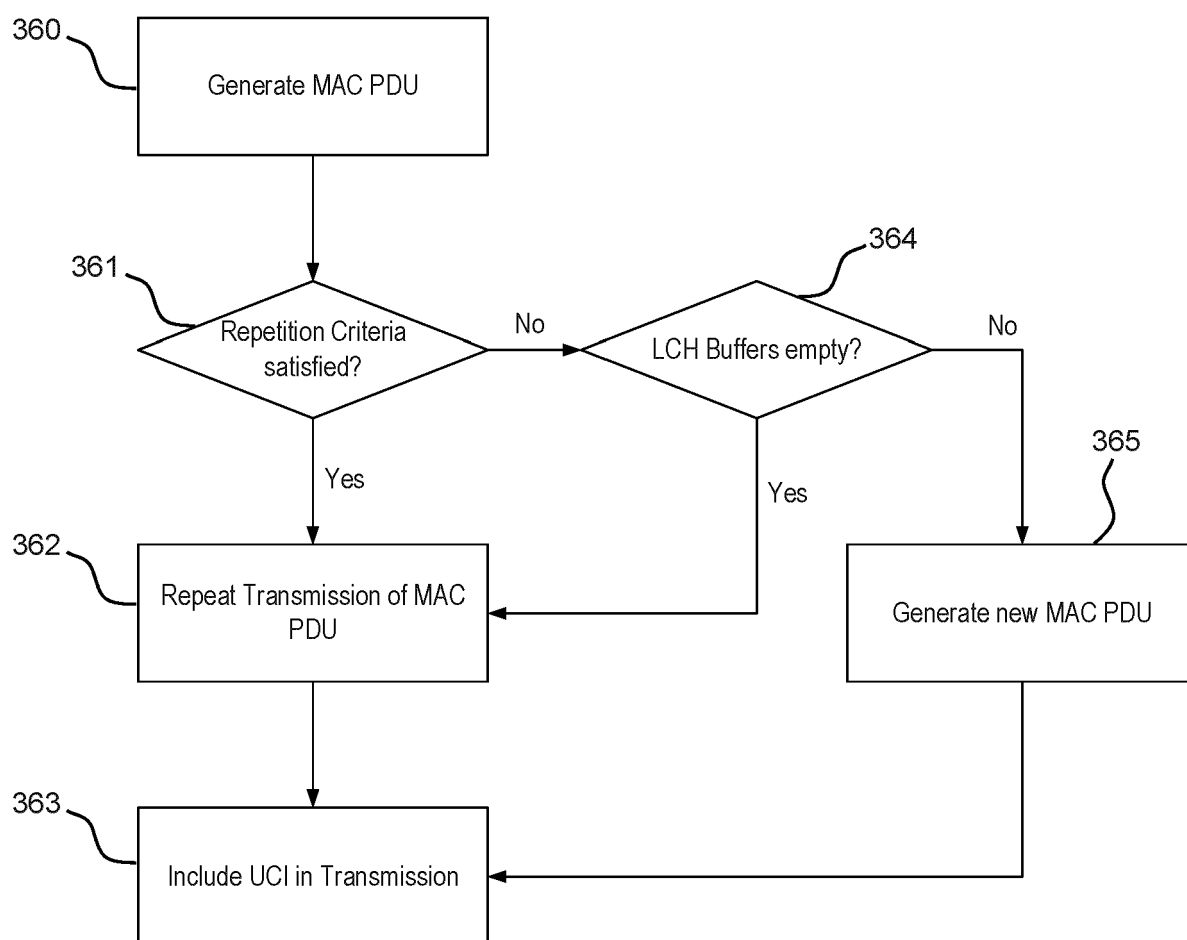 360
Generate MAC PDU
361
Repetition Criteria
satisfied?
No
364
LCH Buffers empty?
No
Yes
Yes
365
362
Repeat Transmission of MAC
PDU
Generate new MAC PDU
363
Include UCI in Transmission